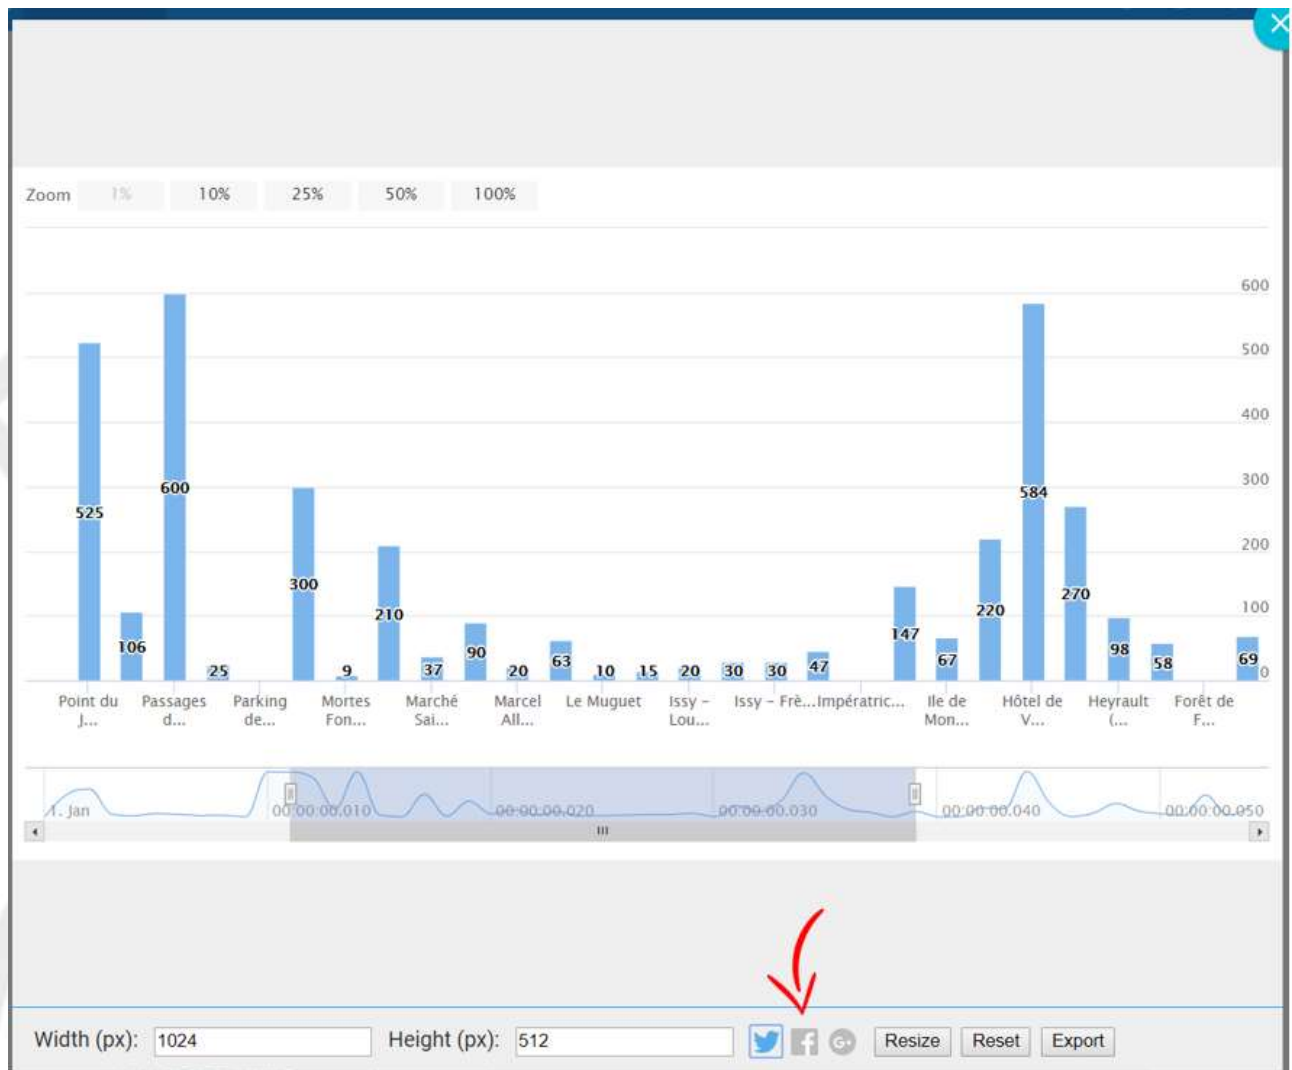 Zoom 1% 10% 25% 50% 100%
600
500
400
300
200
100
0
525
106
600
25
300
9
210
37
90
20
63
10
15
20
30
30
47
147
67
220
584
270
98
58
69
Point du J...
Passages d...
Parking de...
Mortes Fon...
Marché Sai...
Marcel All...
Le Muguet
Issy – Lou...
Issy – Frè...
Impératric...
Ile de Mon...
Hôtel de V...
Heyrault (...
Forêt de F...
1. Jan
00:00:00.010
00:00:00.020
00:00:00.030
00:00:00.040
00:00:00.050
Width (px): 1024 Height (px): 512 Resize Reset Export